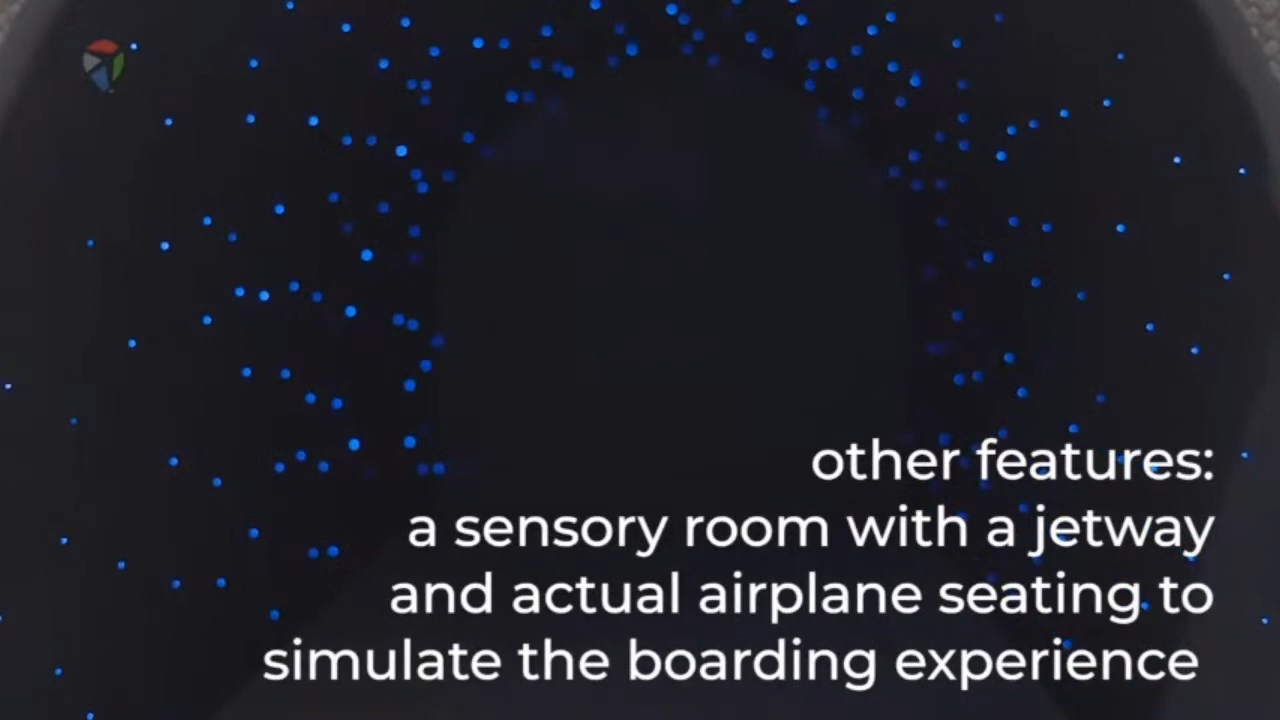 other features:
a sensory room with a jetway
and actual airplane seating to
simulate the boarding experience